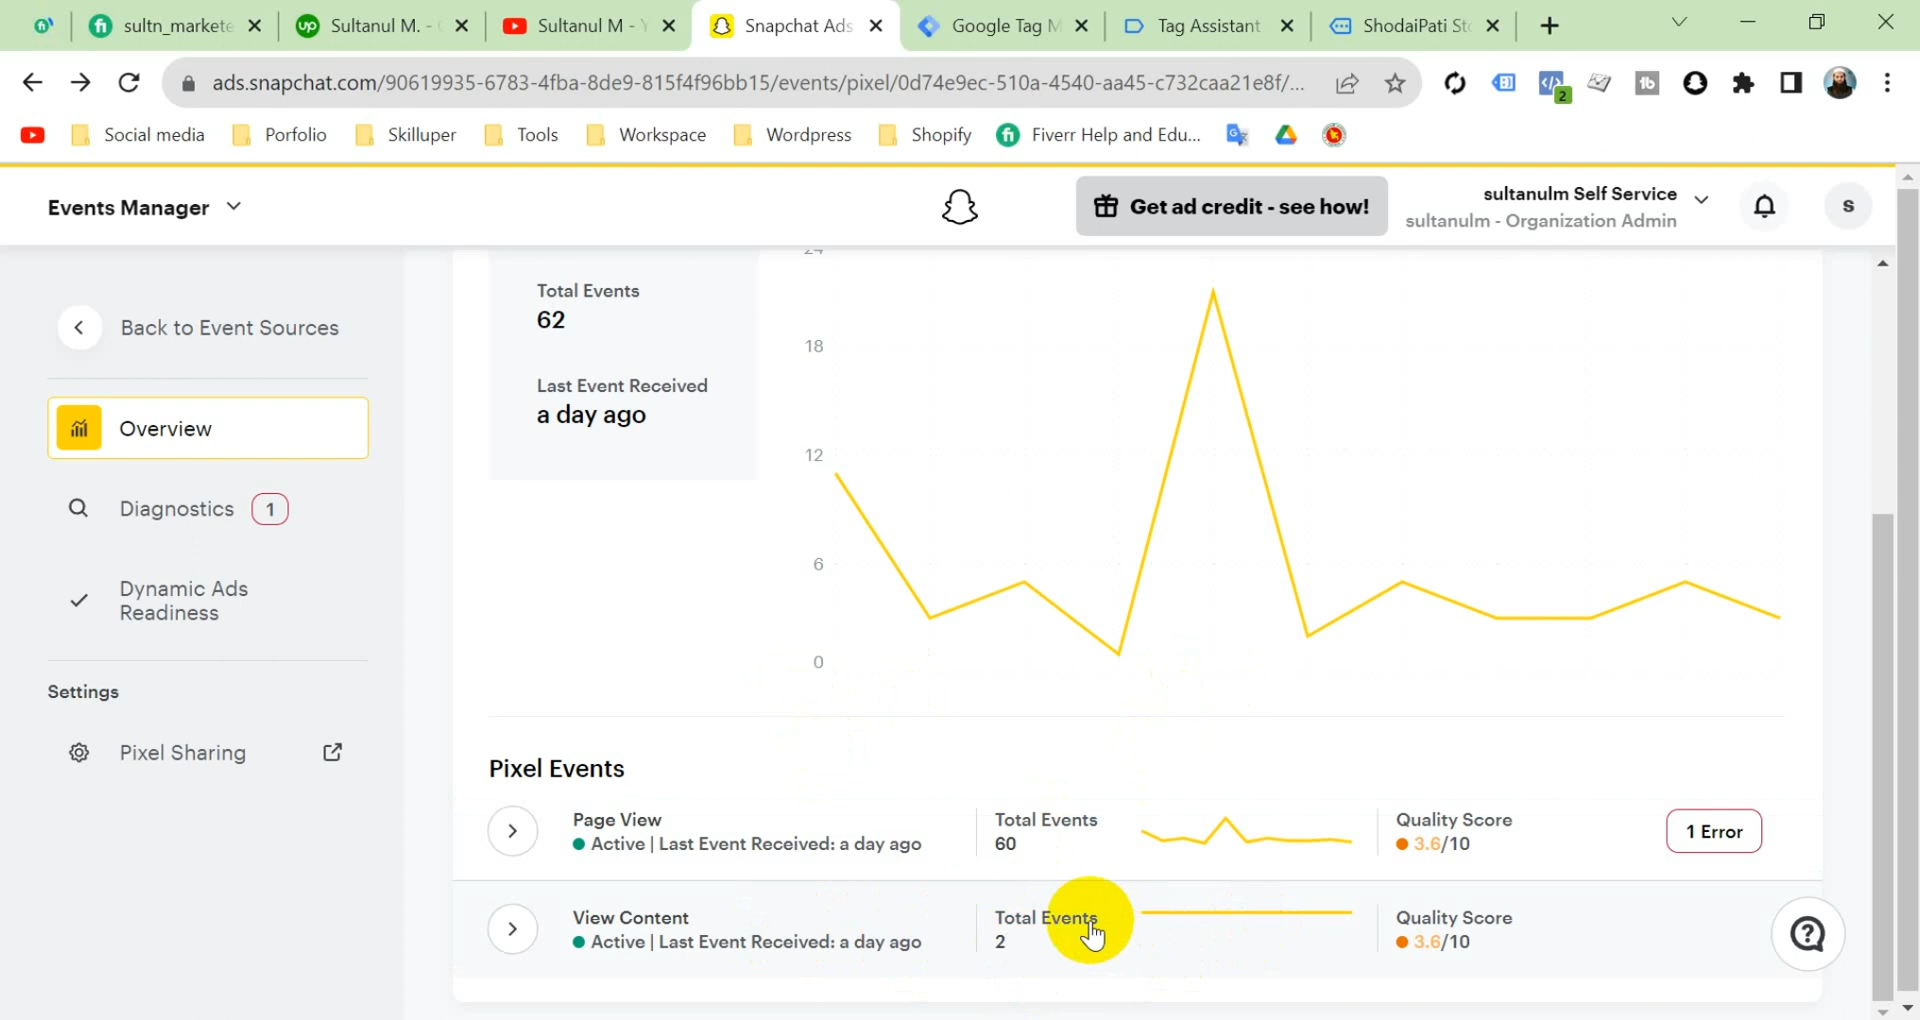 sultn_markete
Sultanul M. -
Sultanul M -
Snapchat Ads
Google Tag M
Tag Assistant
ShodaiPati Sto
ads.snapchat.com/90619935-6783-4fba-8de9-815f4f96bb15/events/pixel/0d74e9ec-510a-4540-aa45-c732caa21e8f/...
2
Social media
Porfolio
Skilluper
Tools
Workspace
Wordpress
Shopify
Fiverr Help and Edu...
Events Manager
Get ad credit - see how!
sultanulm Self Service
sultanulm - Organization Admin
S
Back to Event Sources
Overview
Diagnostics 1
Dynamic Ads
Readiness
Settings
Pixel Sharing
Total Events
62
Last Event Received
a day ago
24
18
12
6
0
Pixel Events
Page View
Active | Last Event Received: a day ago
Total Events
60
Quality Score
3.6/10
1 Error
View Content
Active | Last Event Received: a day ago
Total Events
2
Quality Score
3.6/10